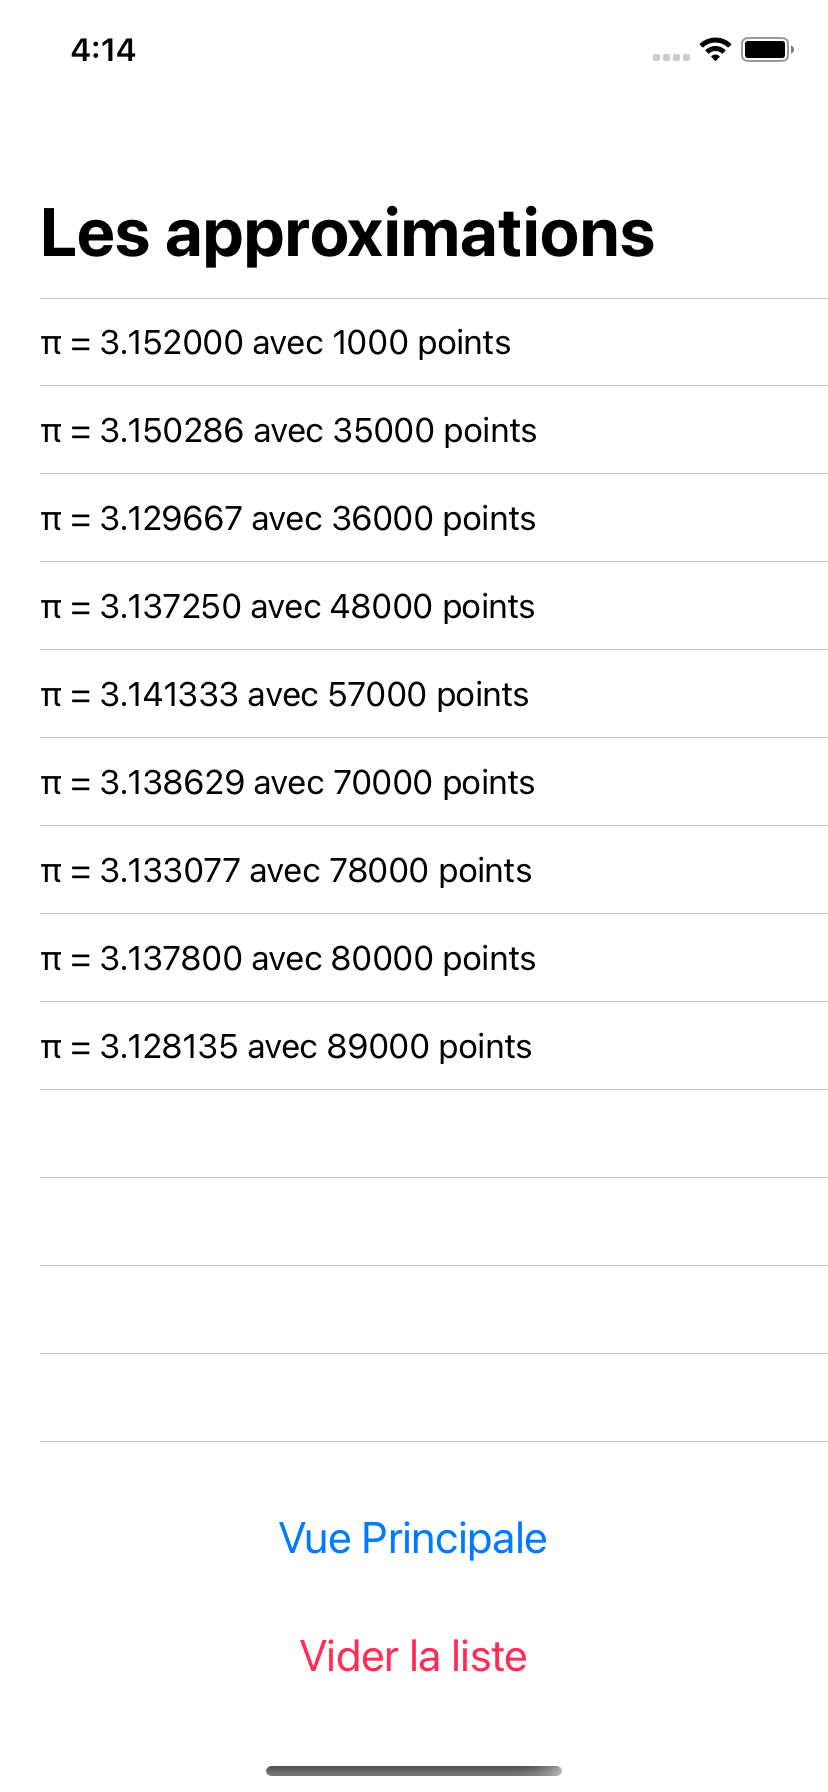 4:14
Les approximations
π = 3.152000 avec 1000 points
π = 3.150286 avec 35000 points
π = 3.129667 avec 36000 points
π = 3.137250 avec 48000 points
π = 3.141333 avec 57000 points
π = 3.138629 avec 70000 points
π = 3.133077 avec 78000 points
π = 3.137800 avec 80000 points
π = 3.128135 avec 89000 points
Vue Principale
Vider la liste